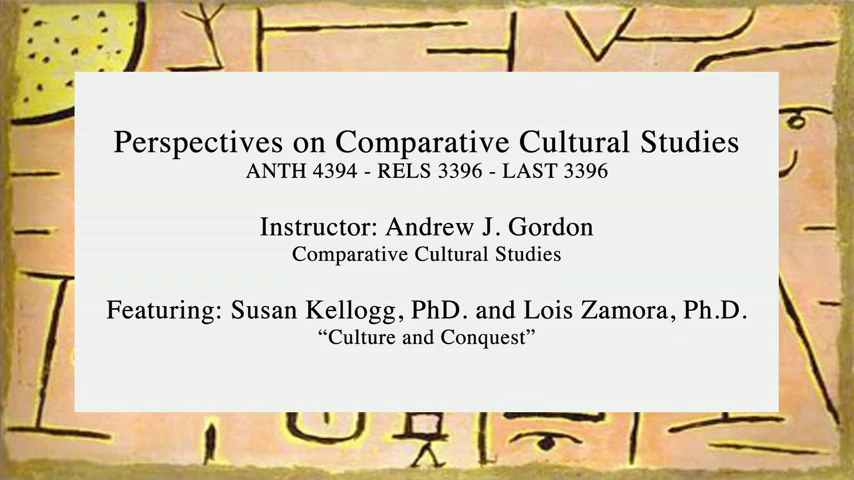 Perspectives on Comparative Cultural Studies
ANTH 4394 - RELS 3396 - LAST 3396
Instructor: Andrew J. Gordon
Comparative Cultural Studies
Featuring: Susan Kellogg, PhD. and Lois Zamora, Ph.D.
“Culture and Conquest”